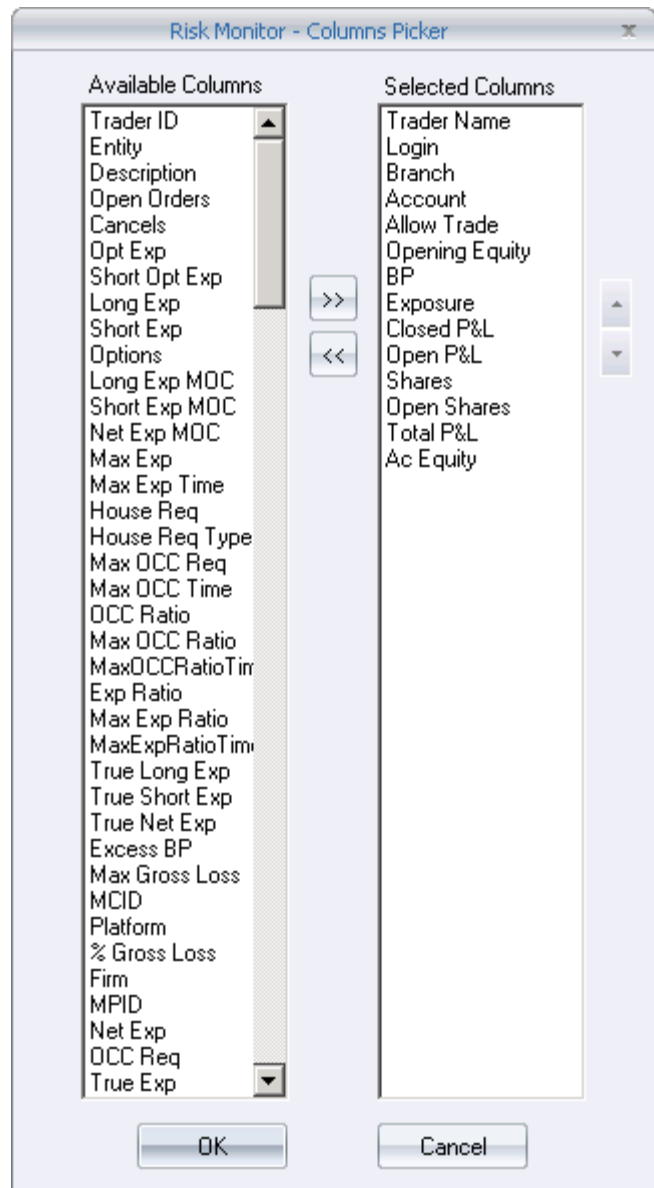 Risk Monitor - Columns Picker
x
Available Columns
Trader ID
Entity
Description
Open Orders
Cancels
Opt Exp
Short Opt Exp
Long Exp
Short Exp
Options
Long Exp MOC
Short Exp MOC
Net Exp MOC
Max Exp
Max Exp Time
House Req
House Req Type
Max OCC Req
Max OCC Time
OCC Ratio
Max OCC Ratio
MaxOCCRatioTim
Exp Ratio
Max Exp Ratio
MaxExpRatioTime
True Long Exp
True Short Exp
True Net Exp
Excess BP
Max Gross Loss
MCID
Platform
% Gross Loss
Firm
MPID
Net Exp
OCC Req
True Exp
>>
<<
Selected Columns
Trader Name
Login
Branch
Account
Allow Trade
Opening Equity
BP
Exposure
Closed P&L
Open P&L
Shares
Open Shares
Total P&L
Ac Equity
OK
Cancel